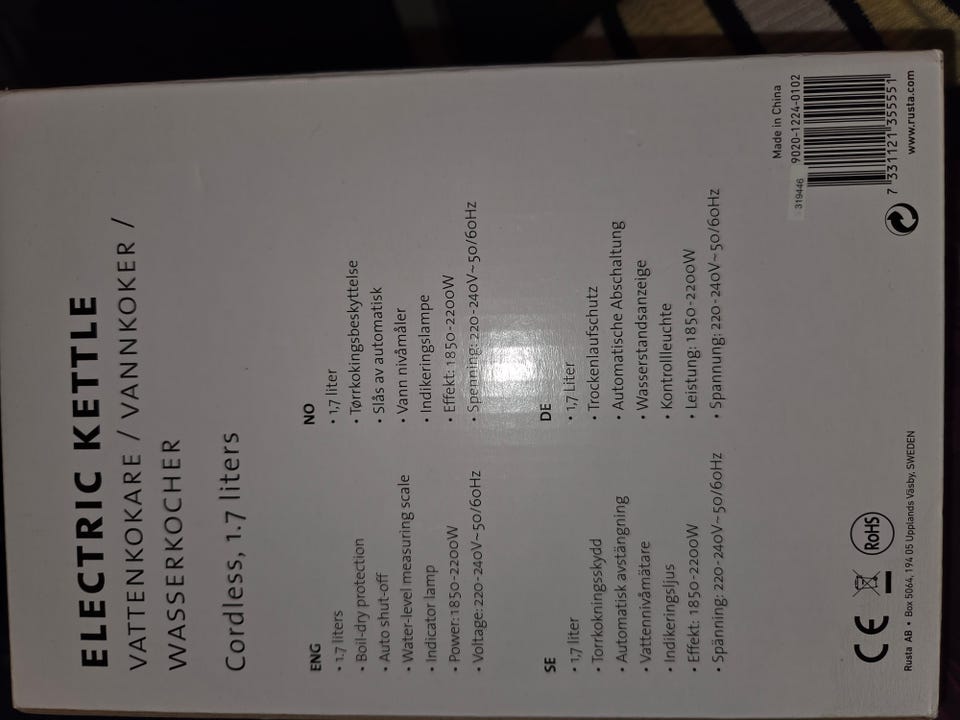 ELECTRIC KETTLE
VATTENKOKARE / VANNKOKER /
WASSERKOCHER
Cordless, 1.7 liters
ENG
• 1.7 liters
• Boil-dry protection
• Auto shut-off
• Water-level measuring scale
• Indicator lamp
• Power: 1850-2200W
• Voltage: 220-240V~50/60Hz
NO
• 1,7 liter
• Tørrkokingsbeskyttelse
• Slås av automatisk
• Vann nivåmåler
• Indikeringslampe
• Effekt: 1850-2200W
• Spenning: 220-240V~50/60Hz
SE
• 1,7 liter
• Torrkokningsskydd
• Automatisk avstängning
• Vattennivåmätare
• Indikeringsljus
• Effekt: 1850-2200W
• Spänning: 220-240V~50/60Hz
DE
• 1,7 Liter
• Trockenlaufschutz
• Automatische Abschaltung
• Wasserstandsanzeige
• Kontrollleuchte
• Leistung: 1850-2200W
• Spannung: 220-240V~50/60Hz
Made in China
319446 9020-1224-0102
7 331121 355551
CE RoHS
Rusta AB • Box 5064, 194 05 Upplands Väsby, SWEDEN
www.rusta.com